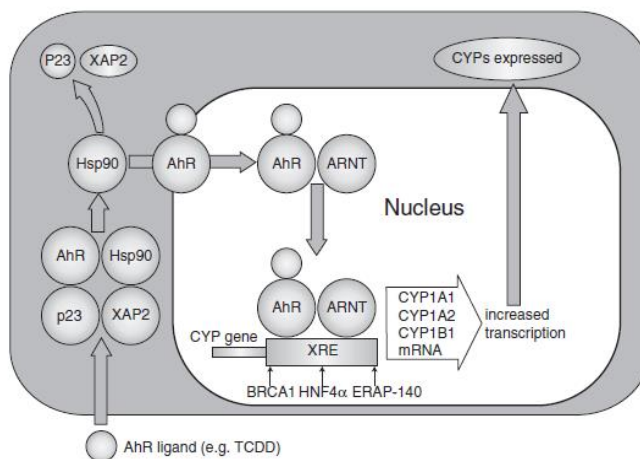 P23
XAP2
CYPs expressed
Hsp90
AhR
AhR
ARNT
Nucleus
AhR
Hsp90
p23
XAP2
AhR
ARNT
CYP1A1
CYP1A2
CYP1B1
mRNA
increased
transcription
CYP gene
XRE
BRCA1 HNF4α ERAP-140
AhR ligand (e.g. TCDD)